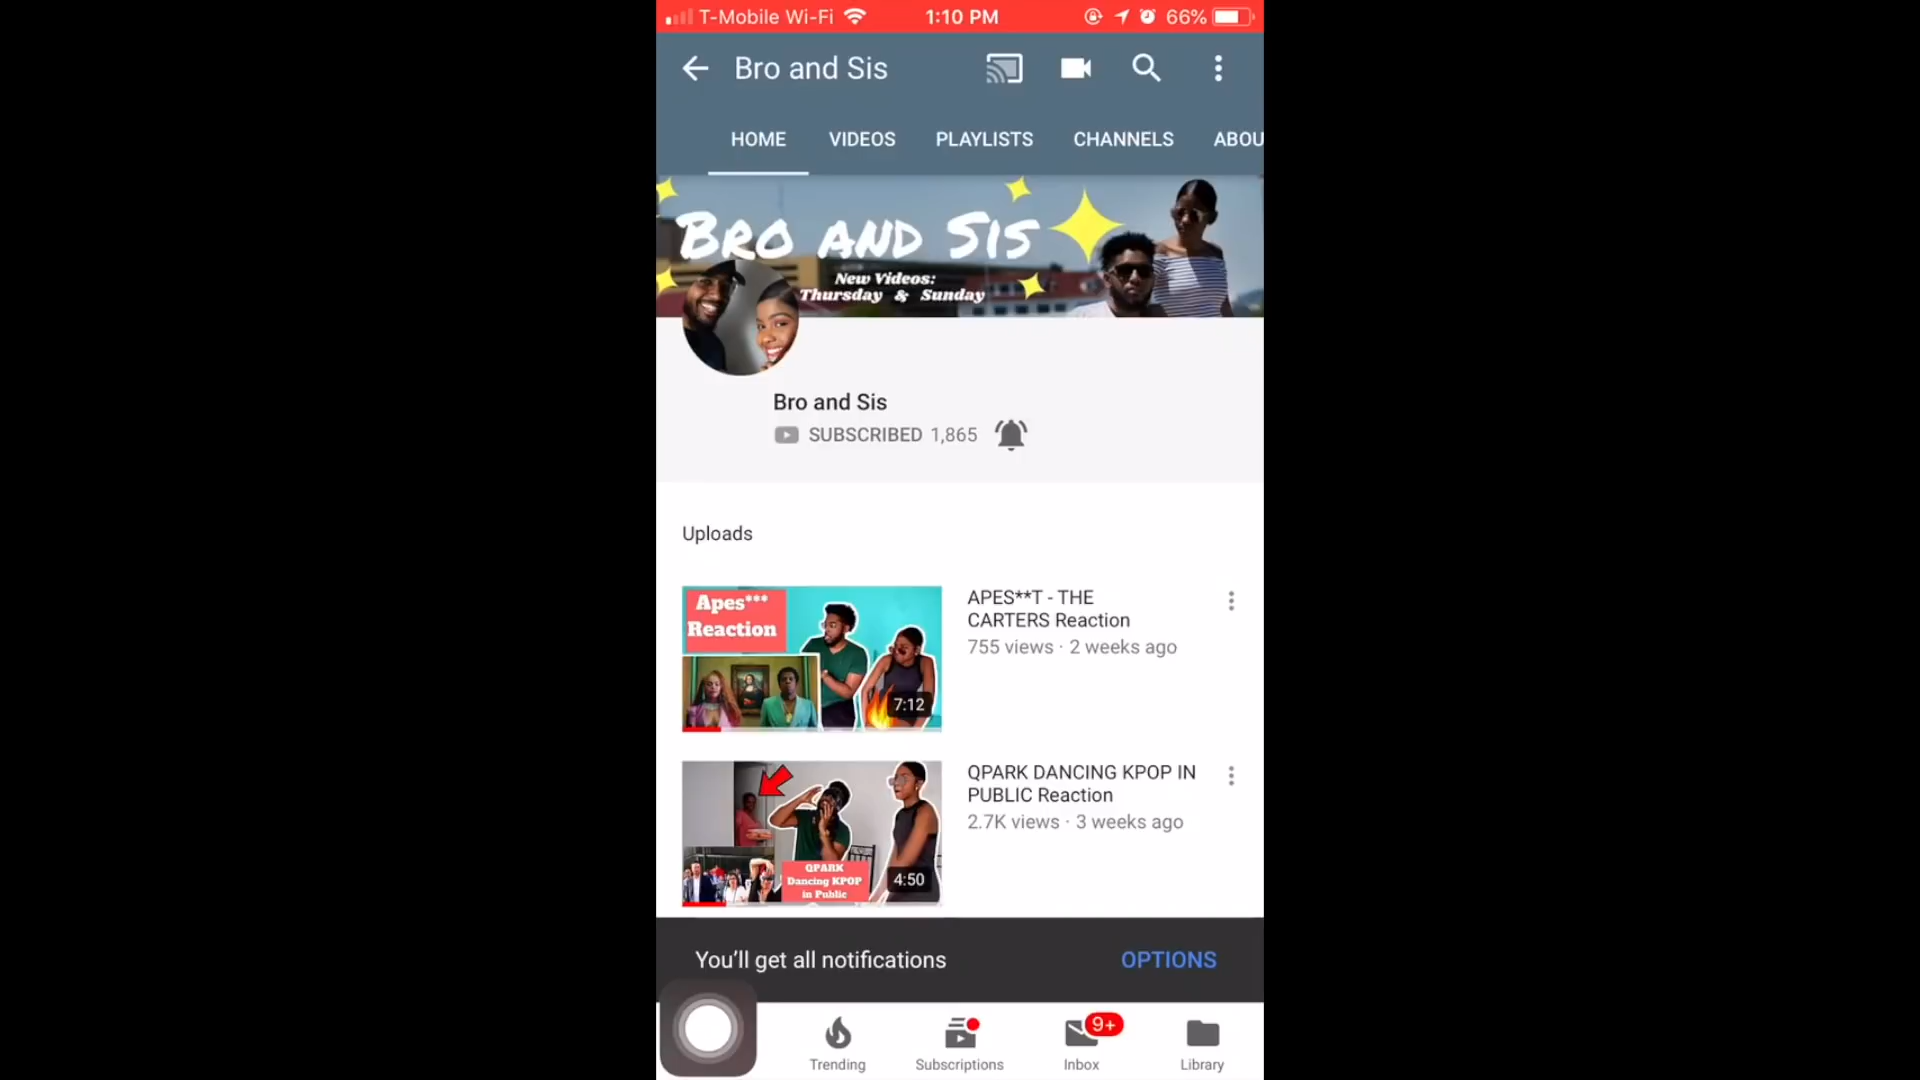 T-Mobile Wi-Fi 1:10 PM 66%
Bro and Sis
HOME VIDEOS PLAYLISTS CHANNELS ABOU
BRO AND SIS
New Videos:
Thursday & Sunday
Bro and Sis
SUBSCRIBED 1,865
Uploads
Apes***
Reaction
7:12
APES**T - THE
CARTERS Reaction
755 views · 2 weeks ago
QPARK
Dancing KPOP
in Public
4:50
QPARK DANCING KPOP IN
PUBLIC Reaction
2.7K views · 3 weeks ago
You’ll get all notifications OPTIONS
9+
Trending Subscriptions Inbox Library